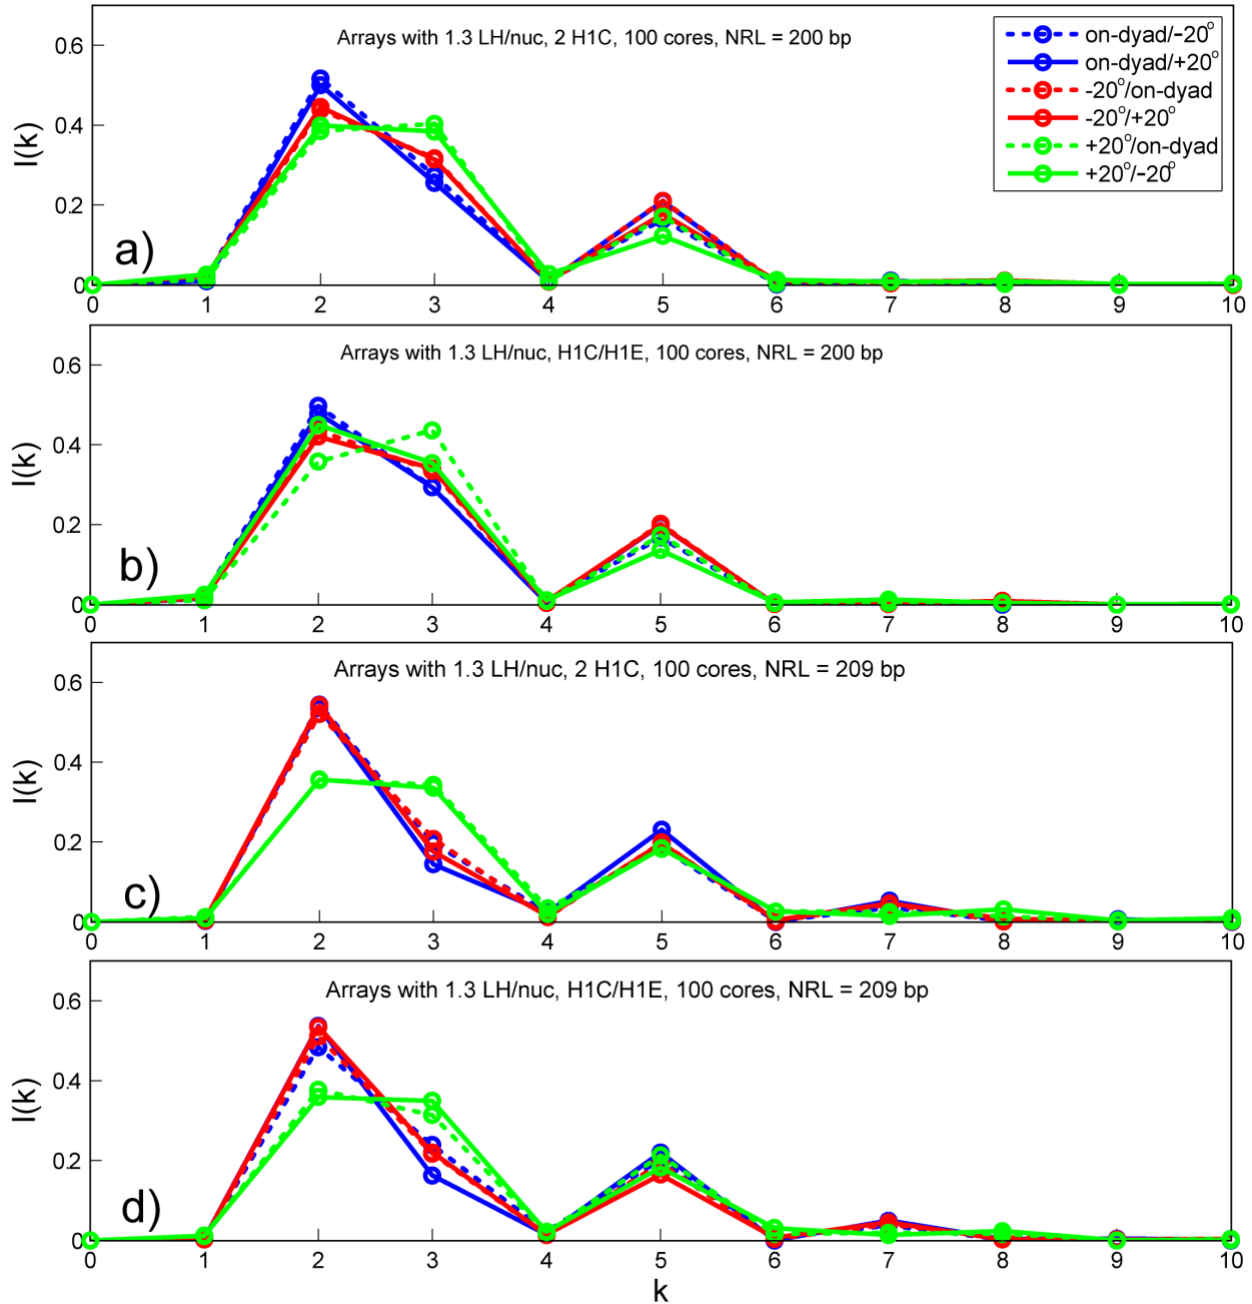 Arrays with 1.3 LH/nuc, 2 H1C, 100 cores, NRL = 200 bp
on-dyad/-20°
on-dyad/+20°
-20°/on-dyad
-20°/+20°
+20°/on-dyad
+20°/-20°
0.6
0.4
0.2
0
I(k)
a)
0 1 2 3 4 5 6 7 8 9 10
Arrays with 1.3 LH/nuc, H1C/H1E, 100 cores, NRL = 200 bp
0.6
0.4
0.2
0
I(k)
b)
0 1 2 3 4 5 6 7 8 9 10
Arrays with 1.3 LH/nuc, 2 H1C, 100 cores, NRL = 209 bp
0.6
0.4
0.2
0
I(k)
c)
0 1 2 3 4 5 6 7 8 9 10
Arrays with 1.3 LH/nuc, H1C/H1E, 100 cores, NRL = 209 bp
0.6
0.4
0.2
0
I(k)
d)
0 1 2 3 4 5 6 7 8 9 10
k